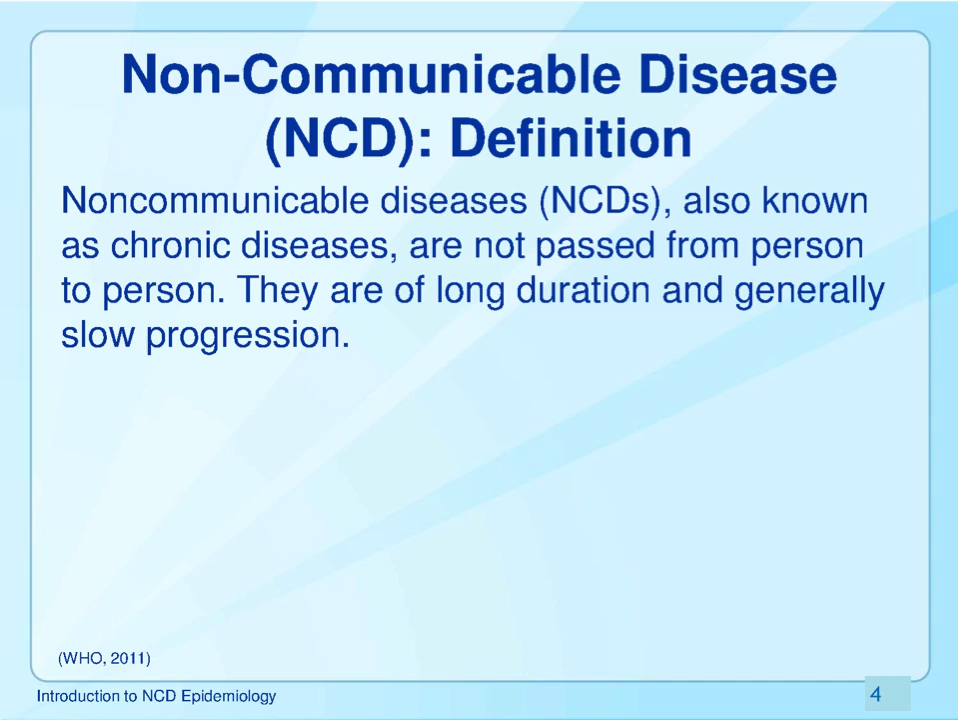 Non-Communicable Disease
(NCD): Definition
Noncommunicable diseases (NCDs), also known
as chronic diseases, are not passed from person
to person. They are of long duration and generally
slow progression.
(WHO, 2011)
Introduction to NCD Epidemiology
4